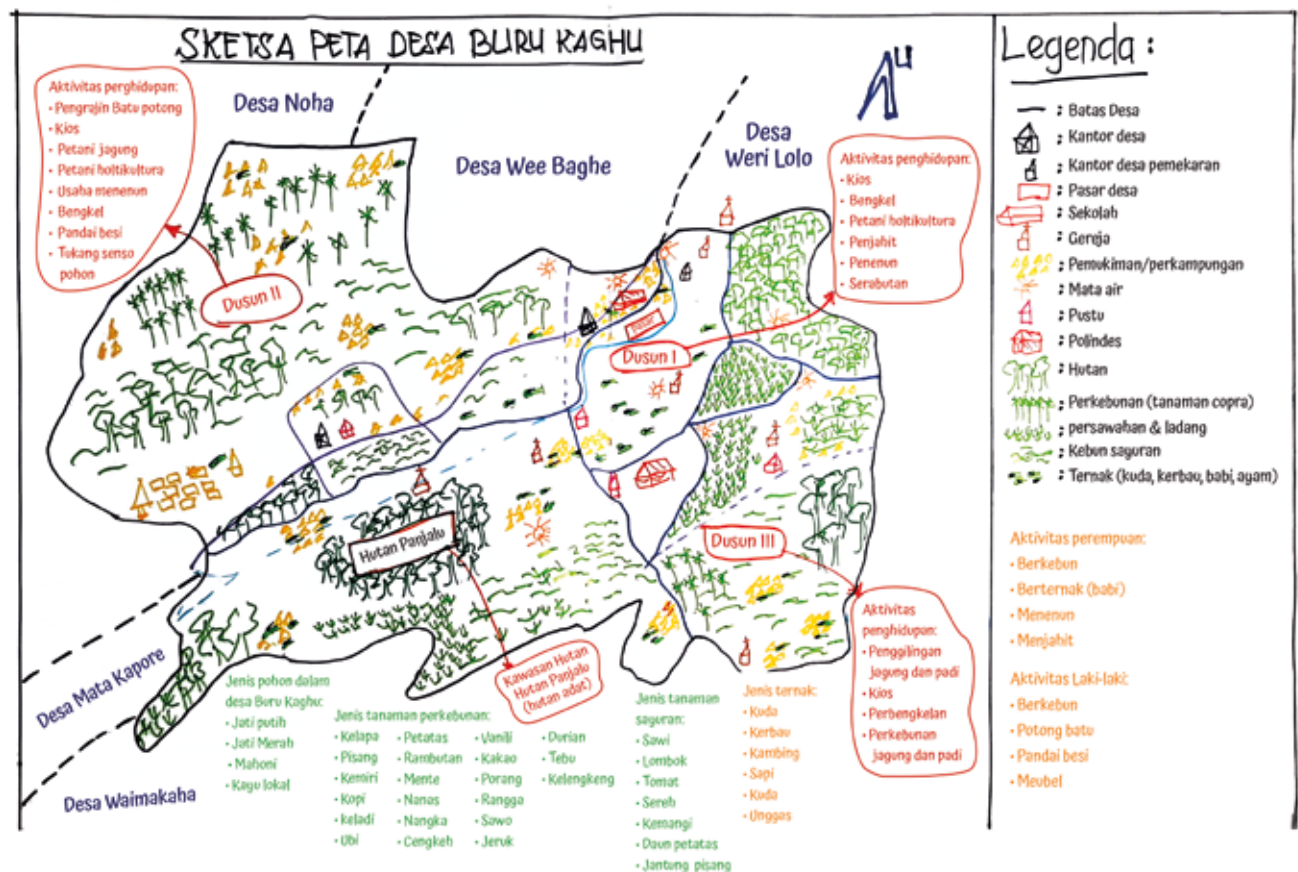 SKETSA PETA DESA BURU KAGHU
Aktivitas perghidupan:
• Pengrajin Batu potong
• Kios
• Petani jagung
• Petani holtikultura
• Usaha menenun
• Bengkel
• Pandai besi
• Tukang senso
pohon
Desa Noha
Desa Wee Baghe
Desa
Weri Lolo
U
Aktivitas penghidupan:
• Kios
• Bengkel
• Petani holtikultura
• Penjahit
• Penenun
• Serabutan
Dusun II
Pasar
Dusun I
Hutan Panjalu
Dusun III
Aktivitas
penghidupan:
• Penggilingan
jagung dan padi
• Kios
• Perbengkelan
• Perkebunan
jagung dan padi
Kawasan Hutan
Hutan Panjalu
(hutan adat)
Desa Mata Kapore
Desa Waimakaha
Jenis pohon dalam
desa Buru Kaghu:
• Jati putih
• Jati Merah
• Mahoni
• Kayu lokal
Jenis tanaman perkebunan:
• Kelapa
• Pisang
• Kemiri
• Kopi
• keladi
• Ubi
• Petatas
• Rambutan
• Mente
• Nanas
• Nangka
• Cengkeh
• Vanili
• Kakao
• Porang
• Rangga
• Sawo
• Jeruk
• Durian
• Tebu
• Kelengkeng
Jenis tanaman
sayuran:
• Sawi
• Lombok
• Tomat
• Sereh
• Kemangi
• Daun petatas
• Jantung pisang
Jenis ternak:
• Kuda
• Kerbau
• Kambing
• Sapi
• Kuda
• Unggas
Legenda :
: Batas Desa
: Kantor desa
: Kantor desa pemekaran
: Pasar desa
: Sekolah
: Gereja
: Pemukiman/perkampungan
: Mata air
: Pustu
: Polindes
: Hutan
: Perkebunan (tanaman copra)
: persawahan & ladang
: Kebun sayuran
: Ternak (kuda, kerbau, babi, ayam)
Aktivitas perempuan:
• Berkebun
• Berternak (babi)
• Menenun
• Menjahit
Aktivitas Laki-laki:
• Berkebun
• Potong batu
• Pandai besi
• Meubel